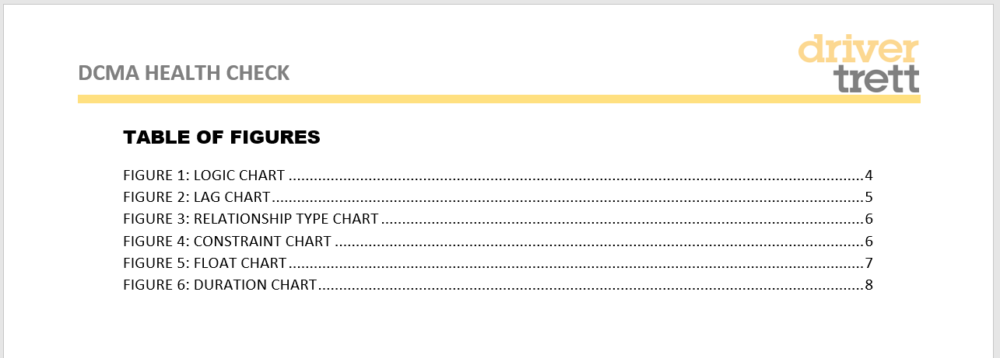 driver
trett
DCMA HEALTH CHECK
TABLE OF FIGURES
FIGURE 1: LOGIC CHART ........................................................................................................................................ 4
FIGURE 2: LAG CHART ........................................................................................................................................ 5
FIGURE 3: RELATIONSHIP TYPE CHART ........................................................................................................................ 6
FIGURE 4: CONSTRAINT CHART ................................................................................................................................ 6
FIGURE 5: FLOAT CHART ........................................................................................................................................ 7
FIGURE 6: DURATION CHART .................................................................................................................................. 8